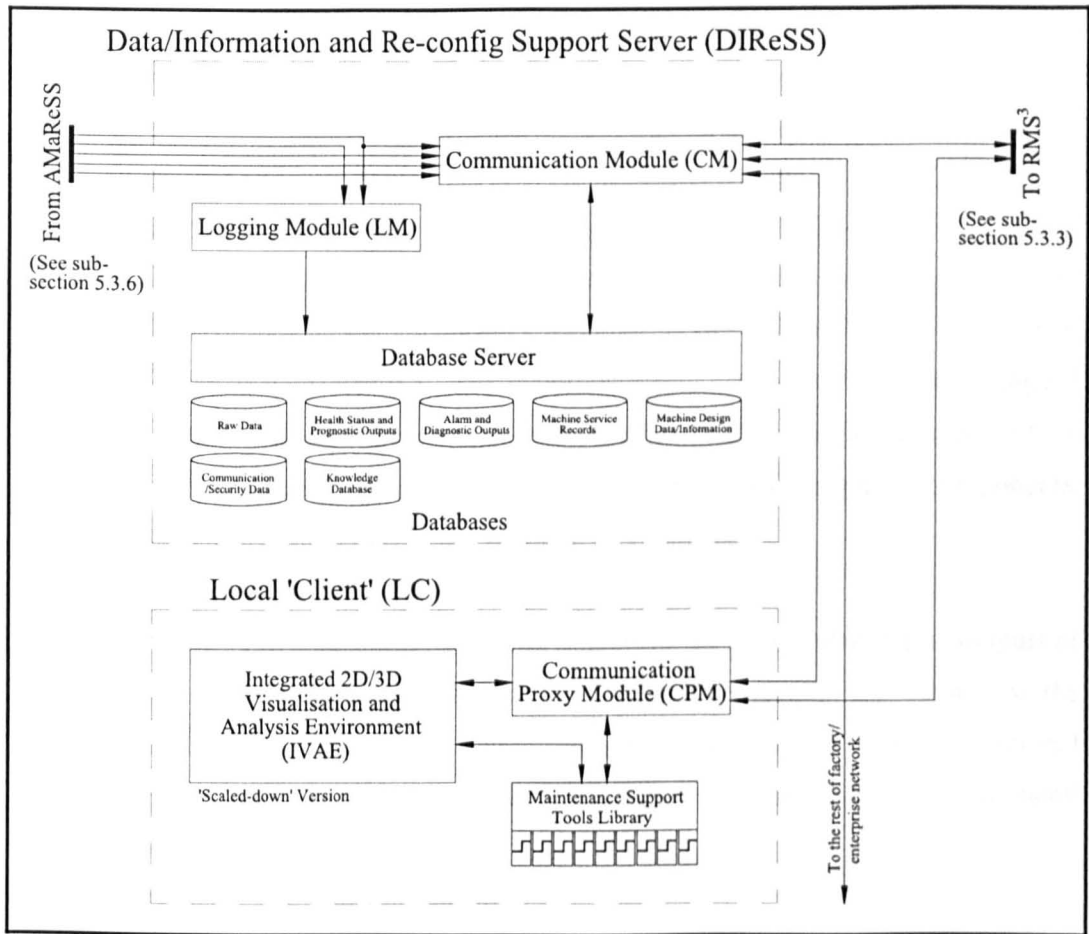 Data/Information and Re-config Support Server (DIReSS)
From AMaReSS
(See sub-
section 5.3.6)
Communication Module (CM)
To RMS³
(See sub-
section 5.3.3)
Logging Module (LM)
Database Server
Raw Data
Health Status and
Prognostic Outputs
Alarm and
Diagnostic Outputs
Machine Service
Records
Machine Design
Data/Information
Communication
/Security Data
Knowledge
Database
Databases
Local 'Client' (LC)
Integrated 2D/3D
Visualisation and
Analysis Environment
(IVAE)
'Scaled-down' Version
Communication
Proxy Module (CPM)
Maintenance Support
Tools Library
To the rest of factory/
enterprise network